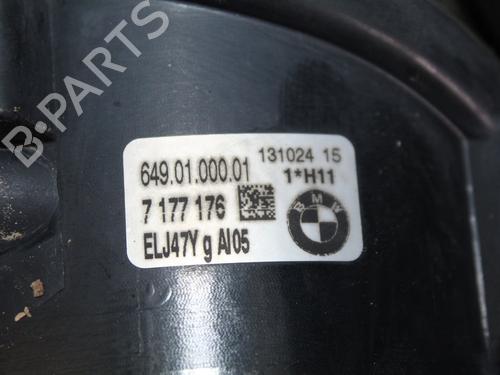 B-PARTS
649.01.000.01 131024 15
1*H11
7 177 176
BMW
ELJ47Y g AI05